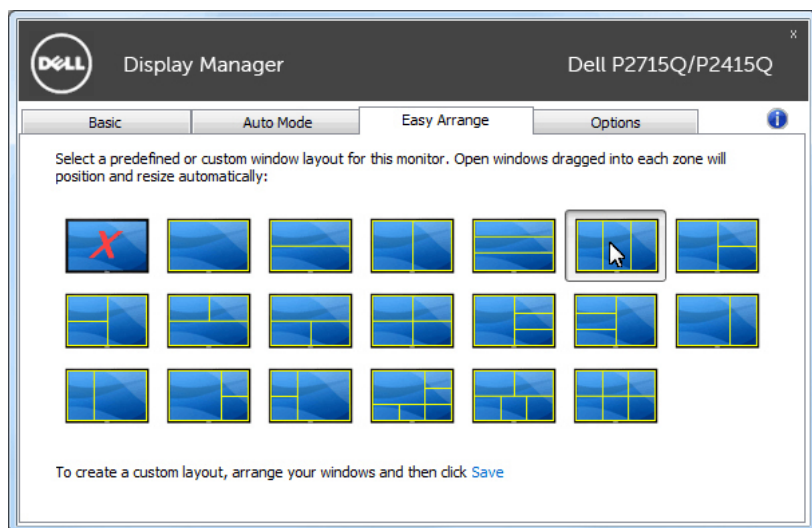 DELL
Display Manager
Dell P2715Q/P2415Q
X
Basic
Auto Mode
Easy Arrange
Options
i
Select a predefined or custom window layout for this monitor. Open windows dragged into each zone will
position and resize automatically:
X
To create a custom layout, arrange your windows and then click Save